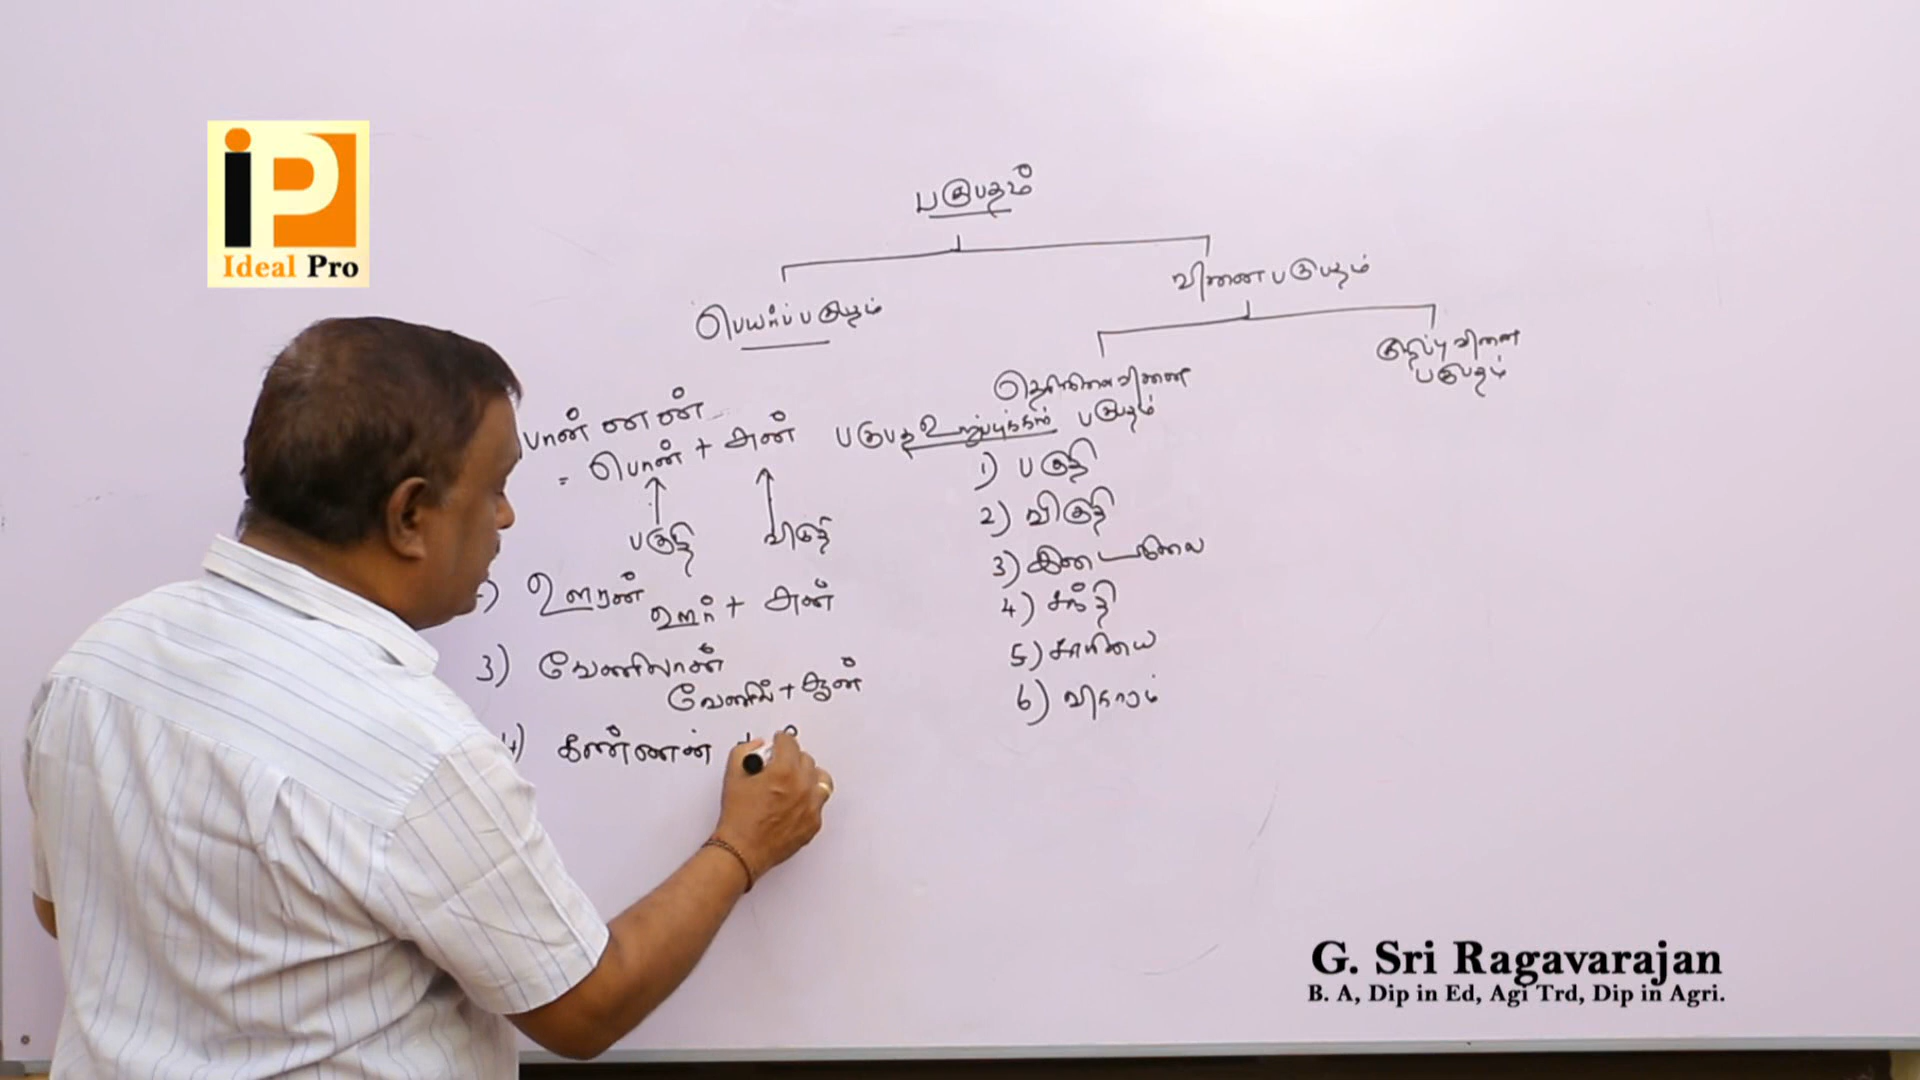 iP
Ideal Pro
பகுபதம்
பெயர்ப்பகுபதம்
வினைபகுபதம்
தெரிநிலைவினை
பகுபதம்
குறிப்பு வினை
பகுபதம்
பொன்னன்
= பொன் + அன்
பகுதி விகுதி
ஊரன்
ஊர் + அன்
3) வேனிலான்
வேனில் + ஆன்
4) கண்ணன்
பகுபத உறுப்புக்கள்
1) பகுதி
2) விகுதி
3) இடைநிலை
4) சந்தி
5) சாரியை
6) விகாரம்
G. Sri Ragavarajan
B. A, Dip in Ed, Agi Trd, Dip in Agri.